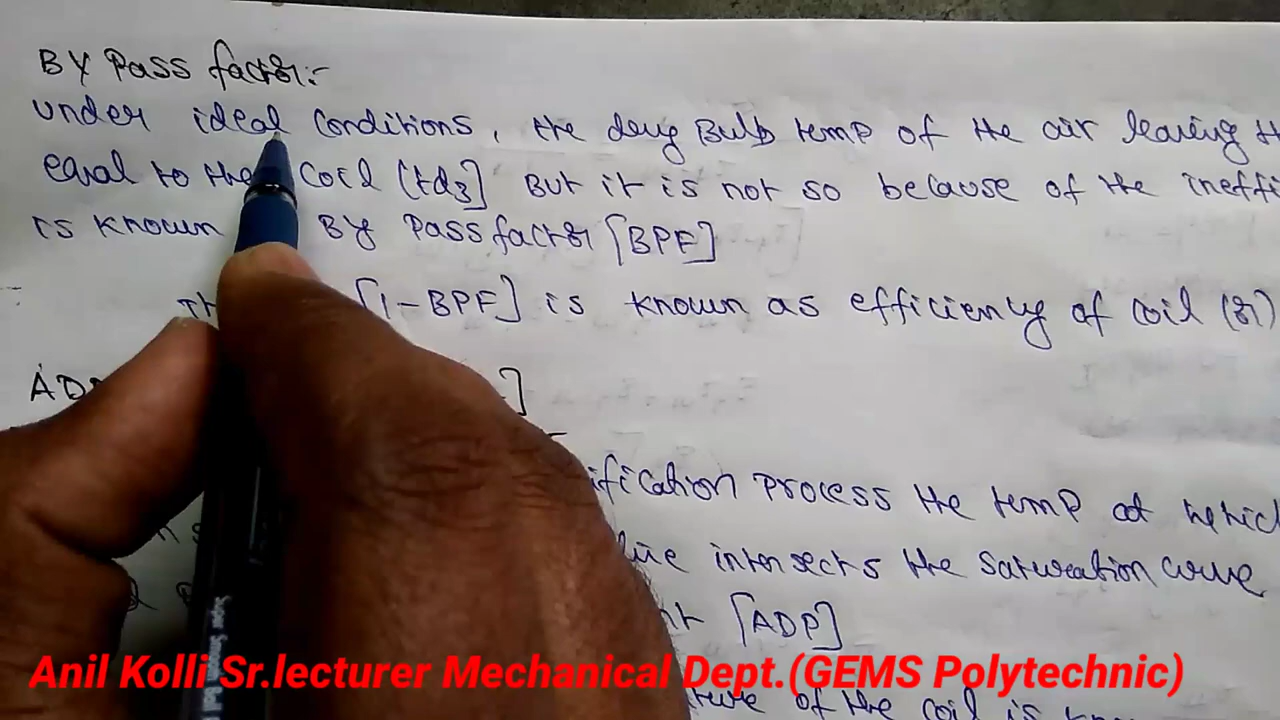 BY Pass factor:-
under ideal conditions, the dry Bulb temp of the air leaving
equal to the coil (td3] But it is not so because of the
is known By Pass factor [BPF]
[1-BPF] is known as efficiency of coil (or)
process the temp at which
line intersects the saturation curve
[ADP]
of the coil is
Anil Kolli Sr.lecturer Mechanical Dept.(GEMS Polytechnic)